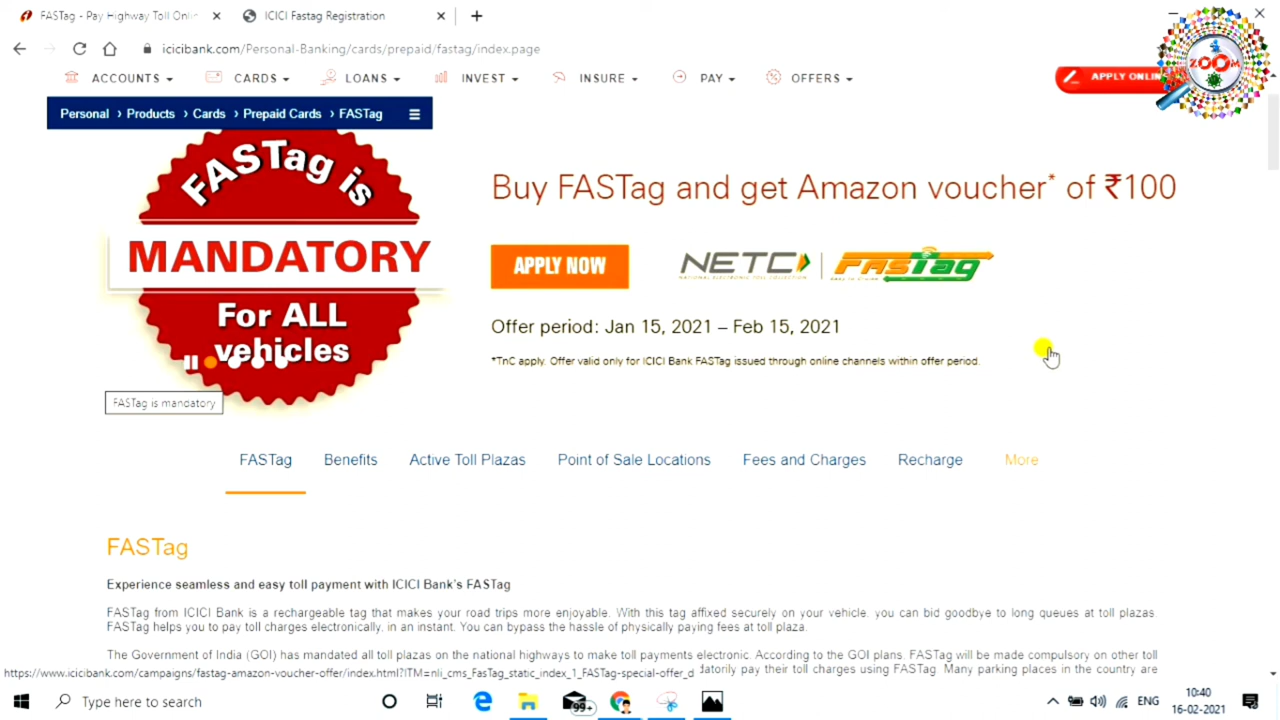 FASTag - Pay Highway Toll Onlin
ICICI Fastag Registration
icicibank.com/Personal-Banking/cards/prepaid/fastag/index.page
ACCOUNTS CARDS LOANS INVEST INSURE PAY OFFERS
APPLY ONLIN
ZOOM
Personal › Products › Cards › Prepaid Cards › FASTag
FASTag is
MANDATORY
For ALL
vehicles
FASTag is mandatory
Buy FASTag and get Amazon voucher* of ₹100
APPLY NOW
NETC
NATIONAL ELECTRONIC TOLL COLLECTION
FASTag
Offer period: Jan 15, 2021 – Feb 15, 2021
*TnC apply. Offer valid only for ICICI Bank FASTag issued through online channels within offer period.
FASTag Benefits Active Toll Plazas Point of Sale Locations Fees and Charges Recharge More
FASTag
Experience seamless and easy toll payment with ICICI Bank's FASTag
FASTag from ICICI Bank is a rechargeable tag that makes your road trips more enjoyable. With this tag affixed securely on your vehicle, you can bid goodbye to long queues at toll plazas.
FASTag helps you to pay toll charges electronically, in an instant. You can bypass the hassle of physically paying fees at toll plaza.
The Government of India (GOI) has mandated all toll plazas on the national highways to make toll payments electronic. According to the GOI plans, FASTag will be made compulsory on other toll
datorily pay their toll charges using FASTag. Many parking places in the country are
https://www.icicibank.com/campaigns/fastag-amazon-voucher-offer/index.html?ITM=nli_cms_FasTag_static_index_1_FASTag-special-offer_d
Type here to search
99+
ENG
10:40
16-02-2021